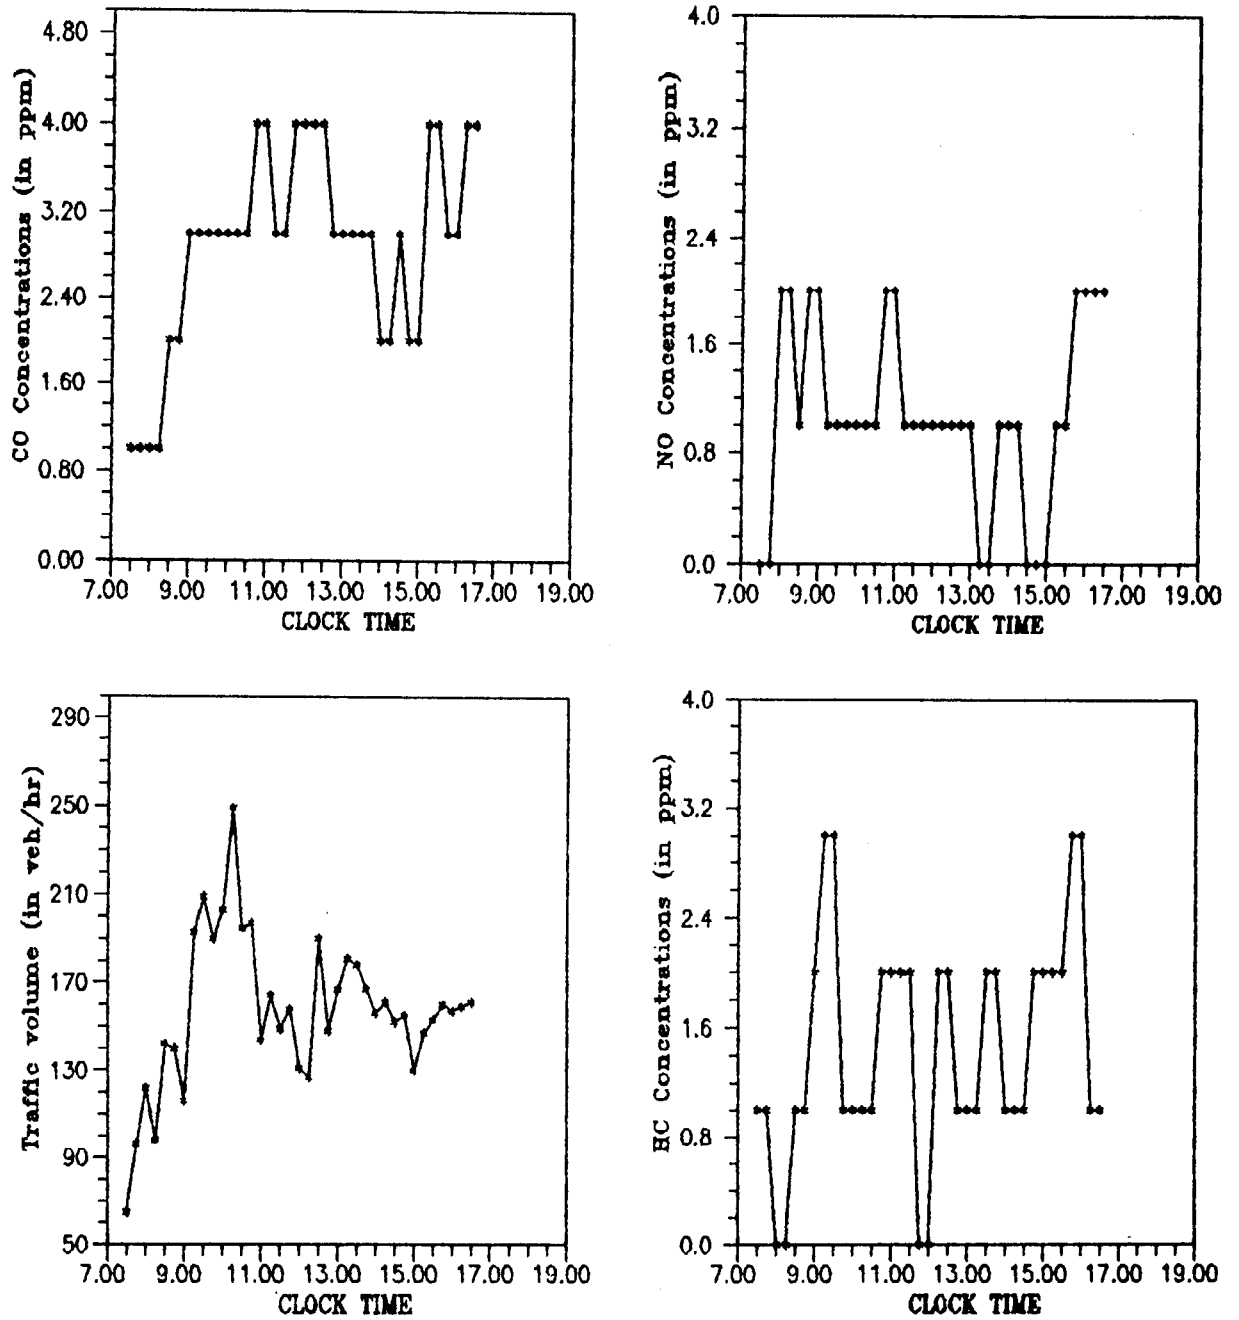 CO Concentrations (in ppm)
4.80
4.00
3.20
2.40
1.60
0.80
0.00
7.00 9.00 11.00 13.00 15.00 17.00 19.00
CLOCK TIME
NO Concentrations (in ppm)
4.0
3.2
2.4
1.6
0.8
0.0
7.00 9.00 11.00 13.00 15.00 17.00 19.00
CLOCK TIME
Traffic volume (in veh/hr)
290
250
210
170
130
90
50
7.00 9.00 11.00 13.00 15.00 17.00 19.00
CLOCK TIME
HC Concentrations (in ppm)
4.0
3.2
2.4
1.6
0.8
0.0
7.00 9.00 11.00 13.00 15.00 17.00 19.00
CLOCK TIME